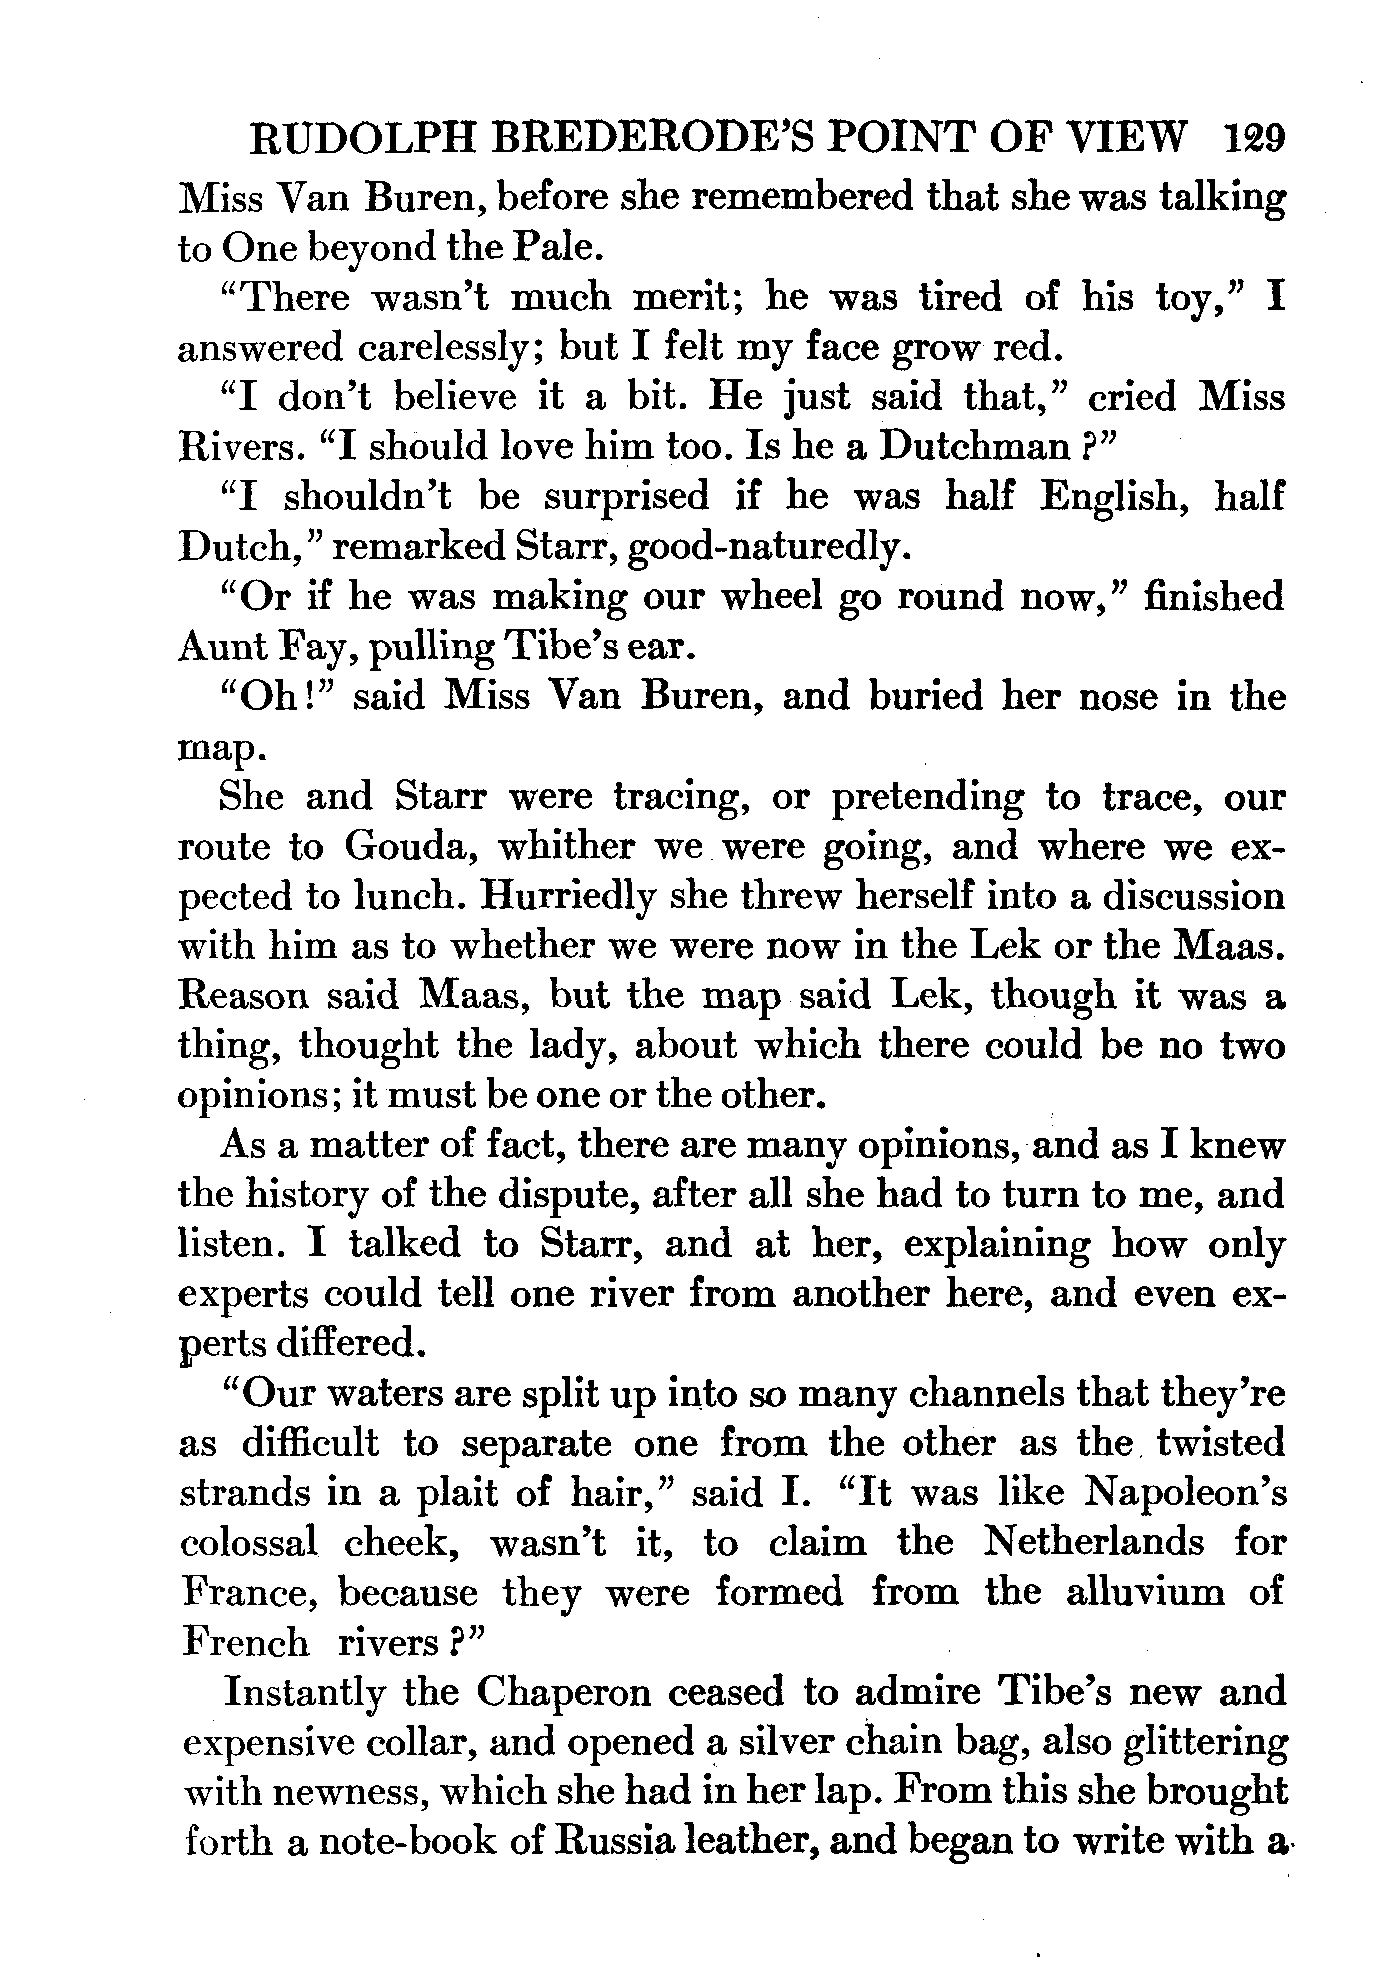 RUDOLPH BREDERODE'S POINT OF VIEW 129
Miss Van Buren, before she remembered that she was talking
to One beyond the Pale.
"There wasn't much merit; he was tired of his toy," I
answered carelessly; but I felt my face grow red.
"I don't believe it a bit. He just said that," cried Miss
Rivers. "I should love him too. Is he a Dutchman?"
"I shouldn't be surprised if he was half English, half
Dutch," remarked Starr, good-naturedly.
"Or if he was making our wheel go round now," finished
Aunt Fay, pulling Tibe's ear.
"Oh!" said Miss Van Buren, and buried her nose in the
map.
She and Starr were tracing, or pretending to trace, our
route to Gouda, whither we were going, and where we ex-
pected to lunch. Hurriedly she threw herself into a discussion
with him as to whether we were now in the Lek or the Maas.
Reason said Maas, but the map said Lek, though it was a
thing, thought the lady, about which there could be no two
opinions; it must be one or the other.
As a matter of fact, there are many opinions, and as I knew
the history of the dispute, after all she had to turn to me, and
listen. I talked to Starr, and at her, explaining how only
experts could tell one river from another here, and even ex-
perts differed.
"Our waters are split up into so many channels that they're
as difficult to separate one from the other as the twisted
strands in a plait of hair," said I. "It was like Napoleon's
colossal cheek, wasn't it, to claim the Netherlands for
France, because they were formed from the alluvium of
French rivers?"
Instantly the Chaperon ceased to admire Tibe's new and
expensive collar, and opened a silver chain bag, also glittering
with newness, which she had in her lap. From this she brought
forth a note-book of Russia leather, and began to write with a